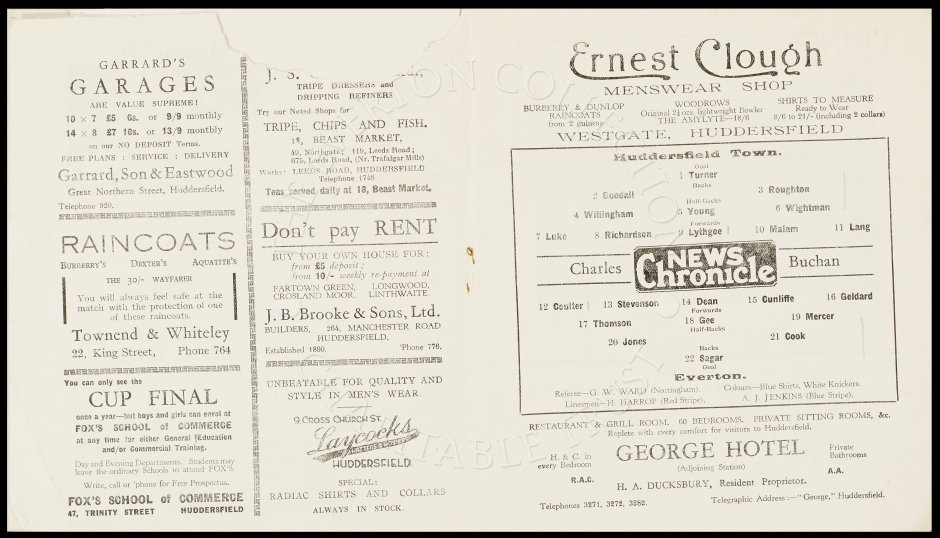 GARRARD'S
GARAGES
ARE VALUE SUPREME!
10 × 7 £5 6s. or 9/9 monthly
14 × 8 £7 10s. or 13/9 monthly
on our NO DEPOSIT Terms.
FREE PLANS : SERVICE : DELIVERY
Garrard, Son & Eastwood
Great Northern Street, Huddersfield.
Telephone 920.
RAINCOATS
BURBERRY'S DEXTER'S AQUATITE'S
THE 30/- WAYFARER
You will always feel safe at the
match with the protection of one
of these raincoats.
Townend & Whiteley
22, King Street, Phone 764
You can only see the
CUP FINAL
once a year—but boys and girls can enrol at
FOX'S SCHOOL of COMMERCE
at any time for either General Education
and/or Commercial Training.
Day and Evening Departments. Students may
leave the ordinary Schools to attend FOX'S.
Write, call or 'phone for Free Prospectus.
FOX'S SCHOOL of COMMERCE
47, TRINITY STREET HUDDERSFIELD
J. S.
TRIPE DRESSERS and
DRIPPING REFINERS
Try our Noted Shops for
TRIPE, CHIPS AND FISH.
18, BEAST MARKET,
59, Northgate; 119, Leeds Road;
675, Leeds Road, (Nr. Trafalgar Mills)
Works: LEEDS ROAD, HUDDERSFIELD
Telephone 1748
Teas served daily at 18, Beast Market.
Don't pay RENT
BUY YOUR OWN HOUSE FOR:
from £5 deposit;
from 10/- weekly re-payment at
FARTOWN GREEN, LONGWOOD,
CROSLAND MOOR, LINTHWAITE.
J. B. Brooke & Sons, Ltd.
BUILDERS, 264, MANCHESTER ROAD
HUDDERSFIELD,
Established 1890. 'Phone 776.
UNBEATABLE FOR QUALITY AND
STYLE IN MEN'S WEAR
9 CROSS CHURCH ST.
Laycocks
HATTERS & HOSIERS
HUDDERSFIELD
SPECIAL:
RADIAC SHIRTS AND COLLARS
ALWAYS IN STOCK.
Ernest Clough
MENSWEAR SHOP
BURBERRY & DUNLOP
RAINCOATS
from 2 guineas
WOODROWS
Original 2½ozs. lightweight Bowler
THE AMYLYTE—18/6
SHIRTS TO MEASURE
Ready to Wear
8/6 to 21/- (including 2 collars)
WESTGATE, HUDDERSFIELD
Huddersfield Town.
Goal
1 Turner
Backs
2 Goodall 3 Roughton
Half-Backs
4 Willingham 5 Young 6 Wightman
Forwards
7 Luke 8 Richardson 9 Lythgoe 10 Malam 11 Lang
Charles NEWS Chronicle Buchan
12 Coulter 13 Stevenson 14 Dean 15 Cunliffe 16 Geldard
Forwards
17 Thomson 18 Gee 19 Mercer
Half-Backs
20 Jones 21 Cook
Backs
22 Sagar
Goal
Everton.
Referee—G. W. WARD (Nottingham). Colours—Blue Shirts, White Knickers.
Linesmen—H. HARROP (Red Stripe), A. J. JENKINS (Blue Stripe).
RESTAURANT & GRILL ROOM. 60 BEDROOMS. PRIVATE SITTING ROOMS, &c.
Replete with every comfort for visitors to Huddersfield.
H. & C. in
every Bedroom
R.A.C.
GEORGE HOTEL
(Adjoining Station)
Private
Bathrooms
A.A.
H. A. DUCKSBURY, Resident Proprietor.
Telephones 3271, 3272, 3282. Telegraphic Address:—"George," Huddersfield.